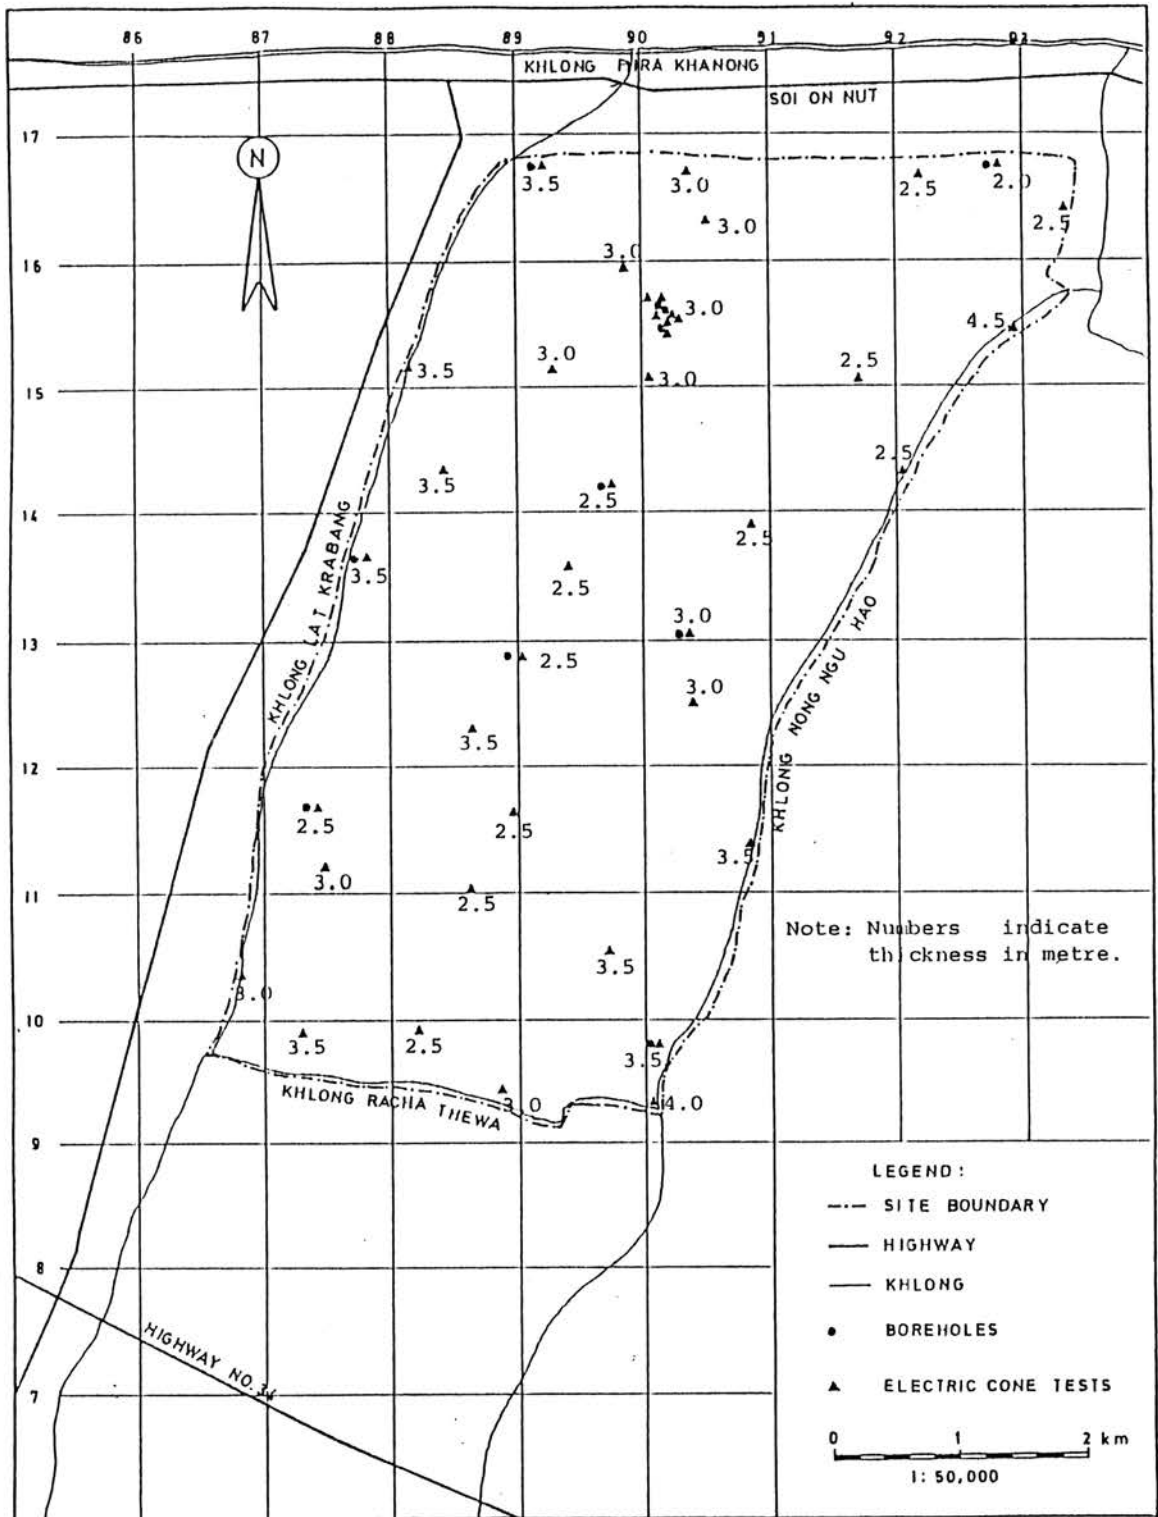 86 87 88 89 90 91 92 93
KHLONG PIRA KHANONG
SOI ON NUT
17
N
3.5 3.0 2.5 2.0
2.5
3.0
16
3.0
3.0
4.5
3.5 3.0 3.0 2.5
15
2.5
3.5 2.5
14
2.5
3.5 2.5
KHLONG LAT KRABANG
3.0
13
2.5
KHLONG NONG NGU HAO
3.0
3.5
12
2.5 2.5
3.5
3.0
11
2.5
Note: Numbers indicate
thickness in metre.
3.5
3.0
10
3.5 2.5 3.5
KHLONG RACHA THEWA
3.0 4.0
9
LEGEND:
SITE BOUNDARY
HIGHWAY
8
KHLONG
BOREHOLES
HIGHWAY NO. 34
7
ELECTRIC CONE TESTS
0 1 2 km
1: 50,000